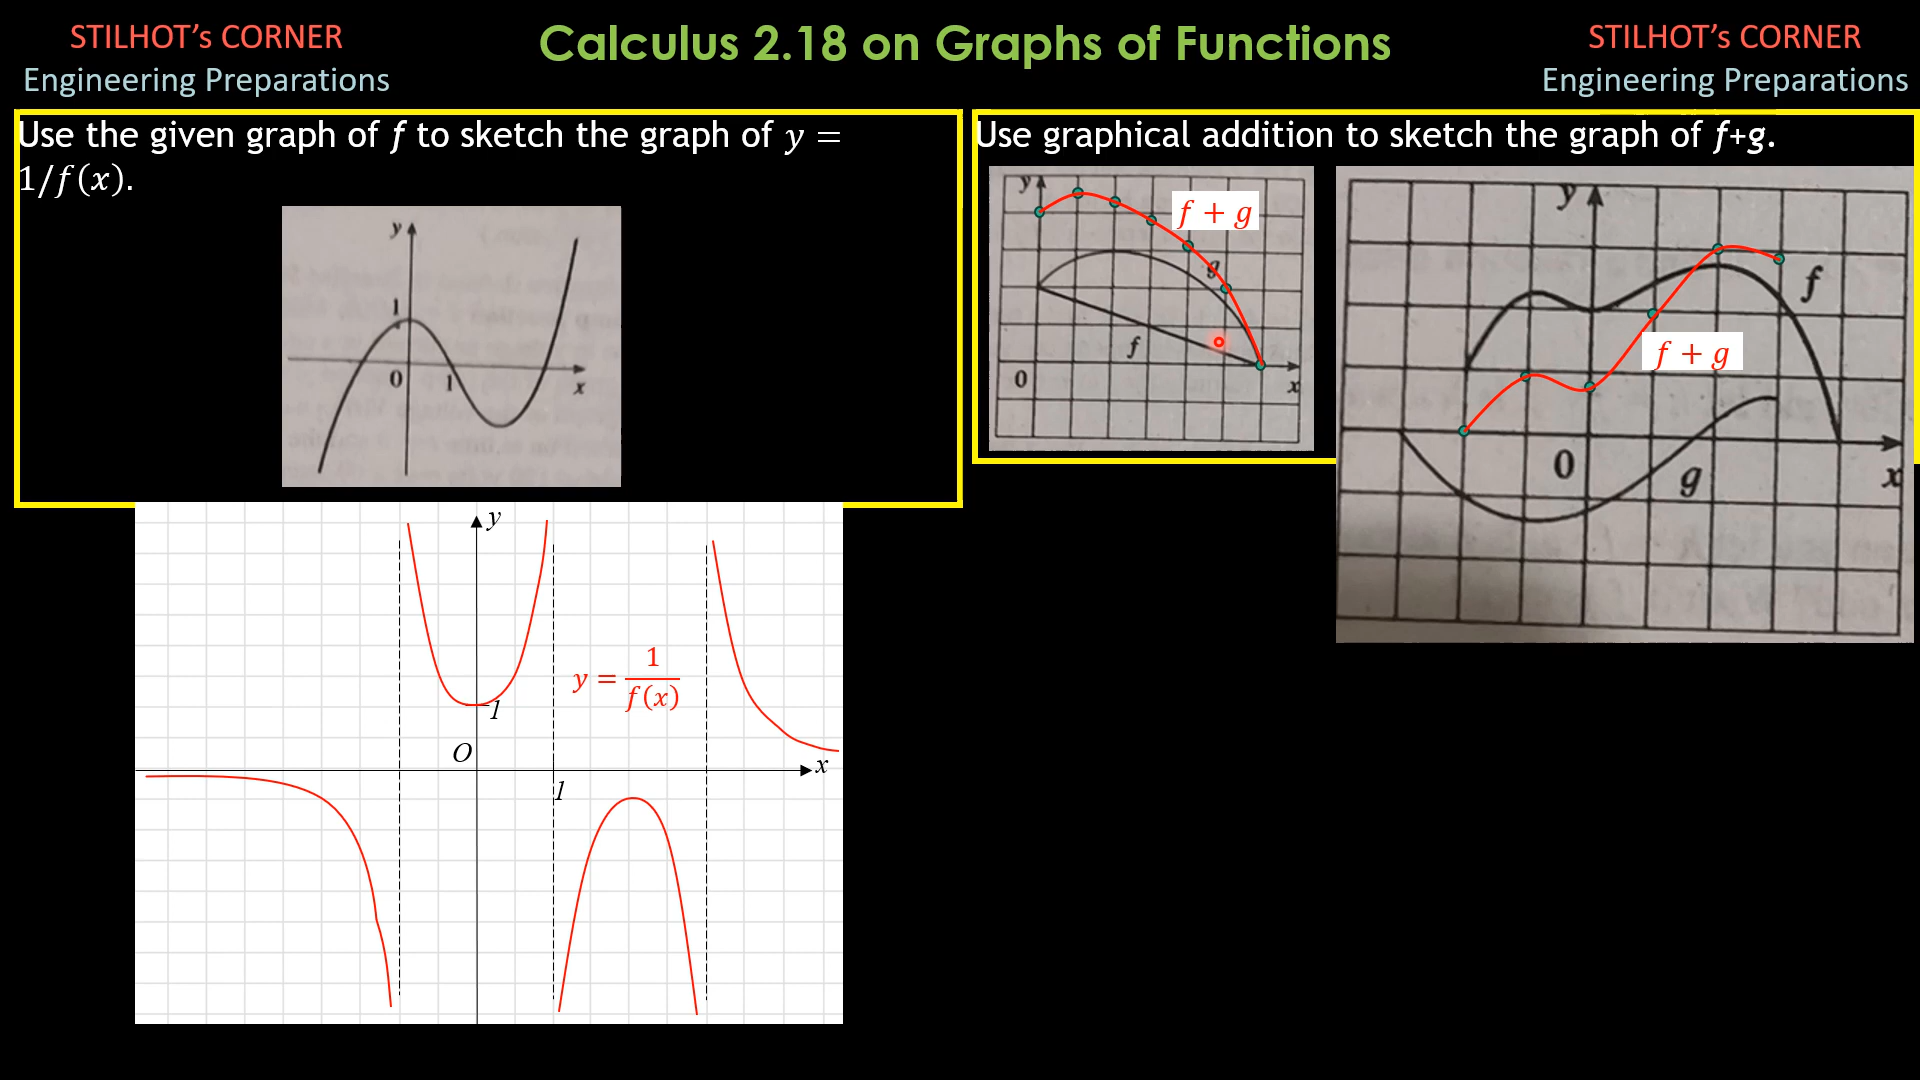 STILHOT's CORNER
Engineering Preparations
Calculus 2.18 on Graphs of Functions
STILHOT's CORNER
Engineering Preparations
Use the given graph of f to sketch the graph of y =
1/f(x).
y
1
0
1
x
y
1
O
x
1
y = 1/f(x)
Use graphical addition to sketch the graph of f+g.
y
f + g
g
f
0
x
y
f
f + g
0
g
x